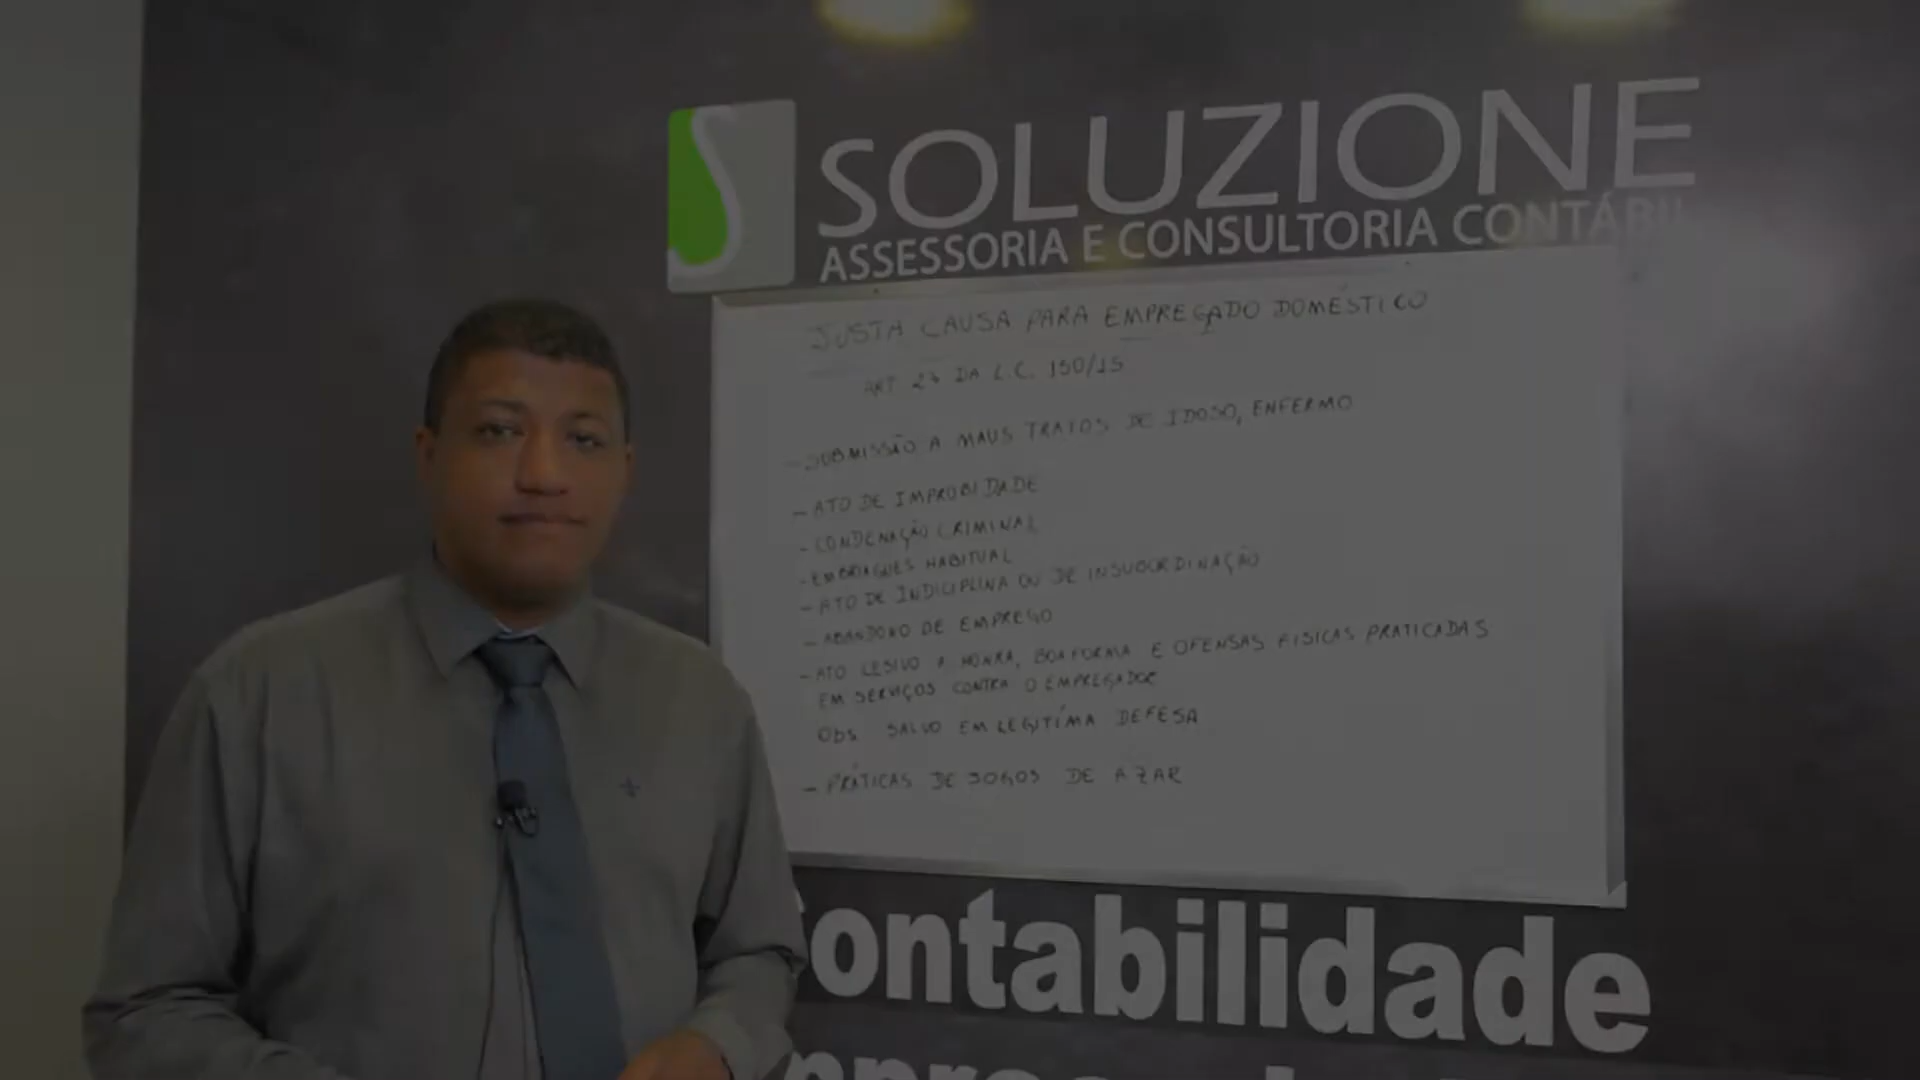 SOLUZIONE
ASSESSORIA E CONSULTORIA CONTÁBIL
JUSTA CAUSA PARA EMPREGADO DOMÉSTICO
ART 27 DA L.C. 150/15
- SUBMISSÃO A MAUS TRATOS DE IDOSO, ENFERMO
- ATO DE IMPROBIDADE
- CONDENAÇÃO CRIMINAL
- EMBRIAGUES HABITUAL
- ATO DE INDICIPLINA OU DE INSUBORDINAÇÃO
- ABANDONO DE EMPREGO
- ATO LESIVO A HONRA, BOA FORMA E OFENSAS FISICAS PRATICADAS
EM SERVIÇOS CONTRA O EMPREGADOR
Obs SALVO EM LEGITÍMA DEFESA
- PRÁTICAS DE JOGOS DE AZAR
ontabilidade